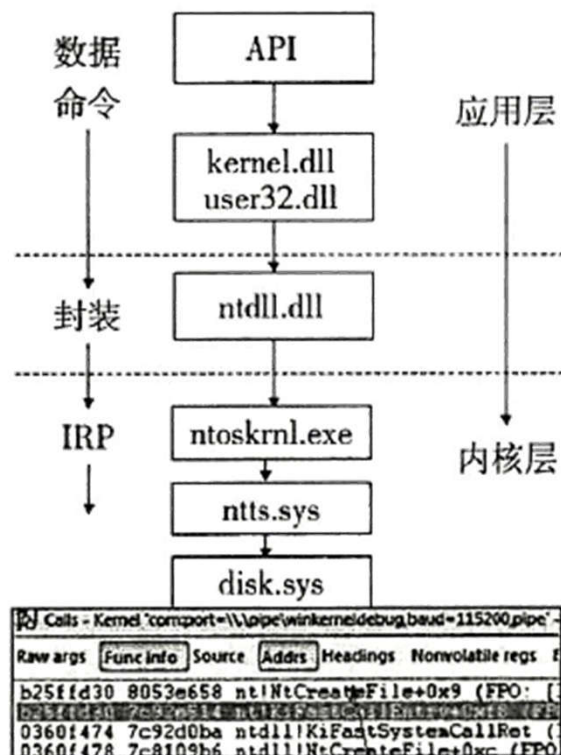 数据
命令
API
应用层
kernel.dll
user32.dll
封装
ntdll.dll
IRP
ntoskrnl.exe
内核层
ntts.sys
disk.sys
Calls - Kernel 'com:port=\\\pipe\winkerneldebug,baud=115200,pipe' -
Raw args Func info Source Addrs Headings Nonvolatile regs
b25ffd30 8053e658 nt!NtCreateFile+0x9 (FPO: [
0360f474 7c92d0ba ntdll!KiFastSystemCallRet (
0360f478 7c8109b6 ntdll!NtCreateFile+0xc (FPO